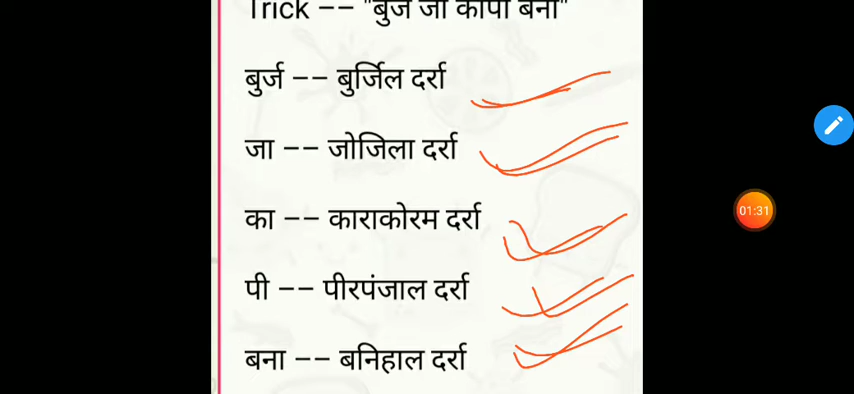 Trick -- "बुर्ज जा कापी बना"
बुर्ज -- बुर्जिल दर्रा
जा -- जोजिला दर्रा
01:31
का -- काराकोरम दर्रा
पी -- पीरपंजाल दर्रा
बना -- बनिहाल दर्रा